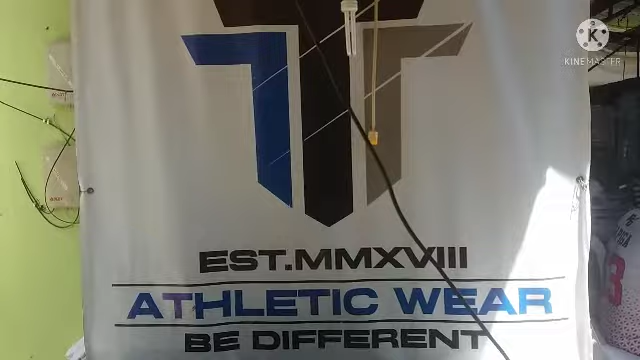 KINEMASTER
EST.MMXVIII
ATHLETIC WEAR
BE DIFFERENT